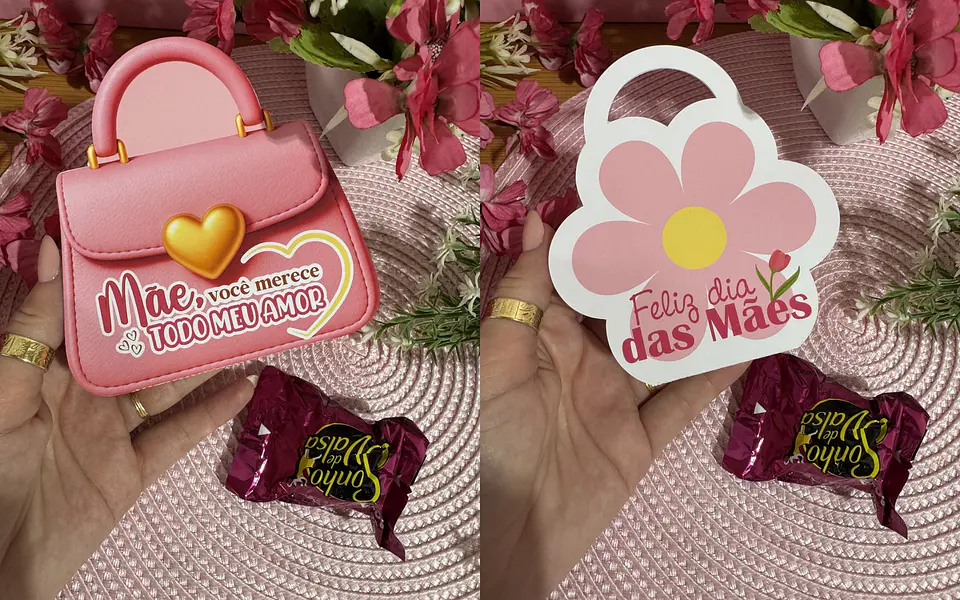 Mãe, você merece
TODO MEU AMOR
Sonho
de
Valsa
Feliz dia
das Mães
Sonho
de
Valsa